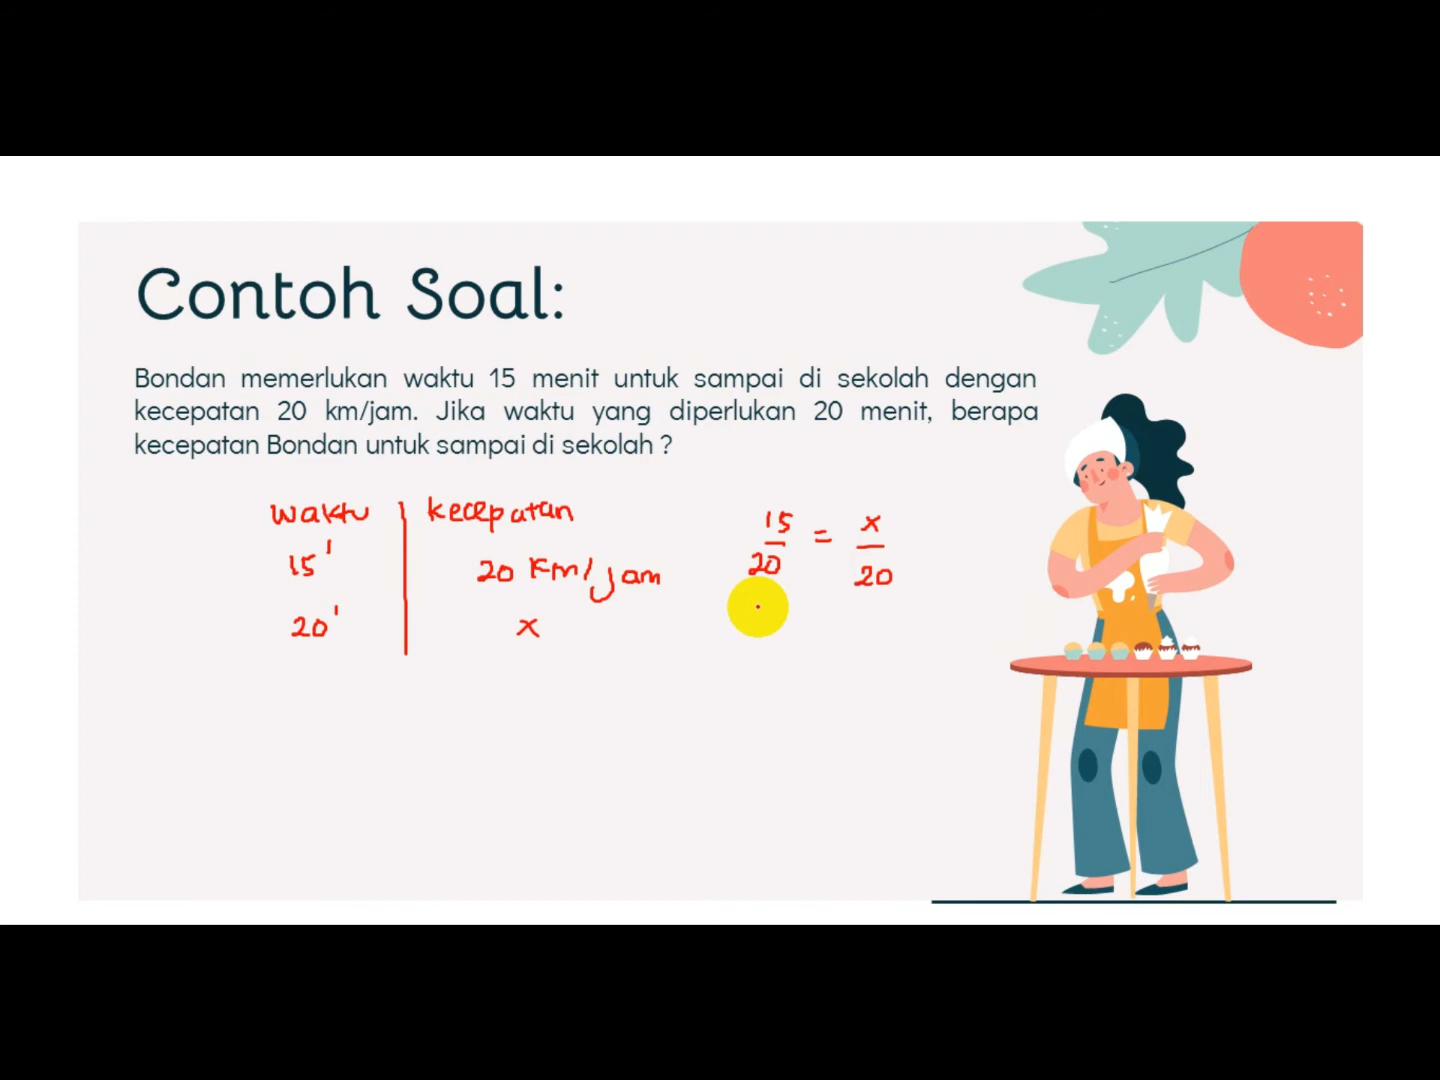 Contoh Soal:
Bondan memerlukan waktu 15 menit untuk sampai di sekolah dengan
kecepatan 20 km/jam. Jika waktu yang diperlukan 20 menit, berapa
kecepatan Bondan untuk sampai di sekolah ?
waktu | kecepatan
15' | 20 Km/jam
20' | x
15/20 = x/20